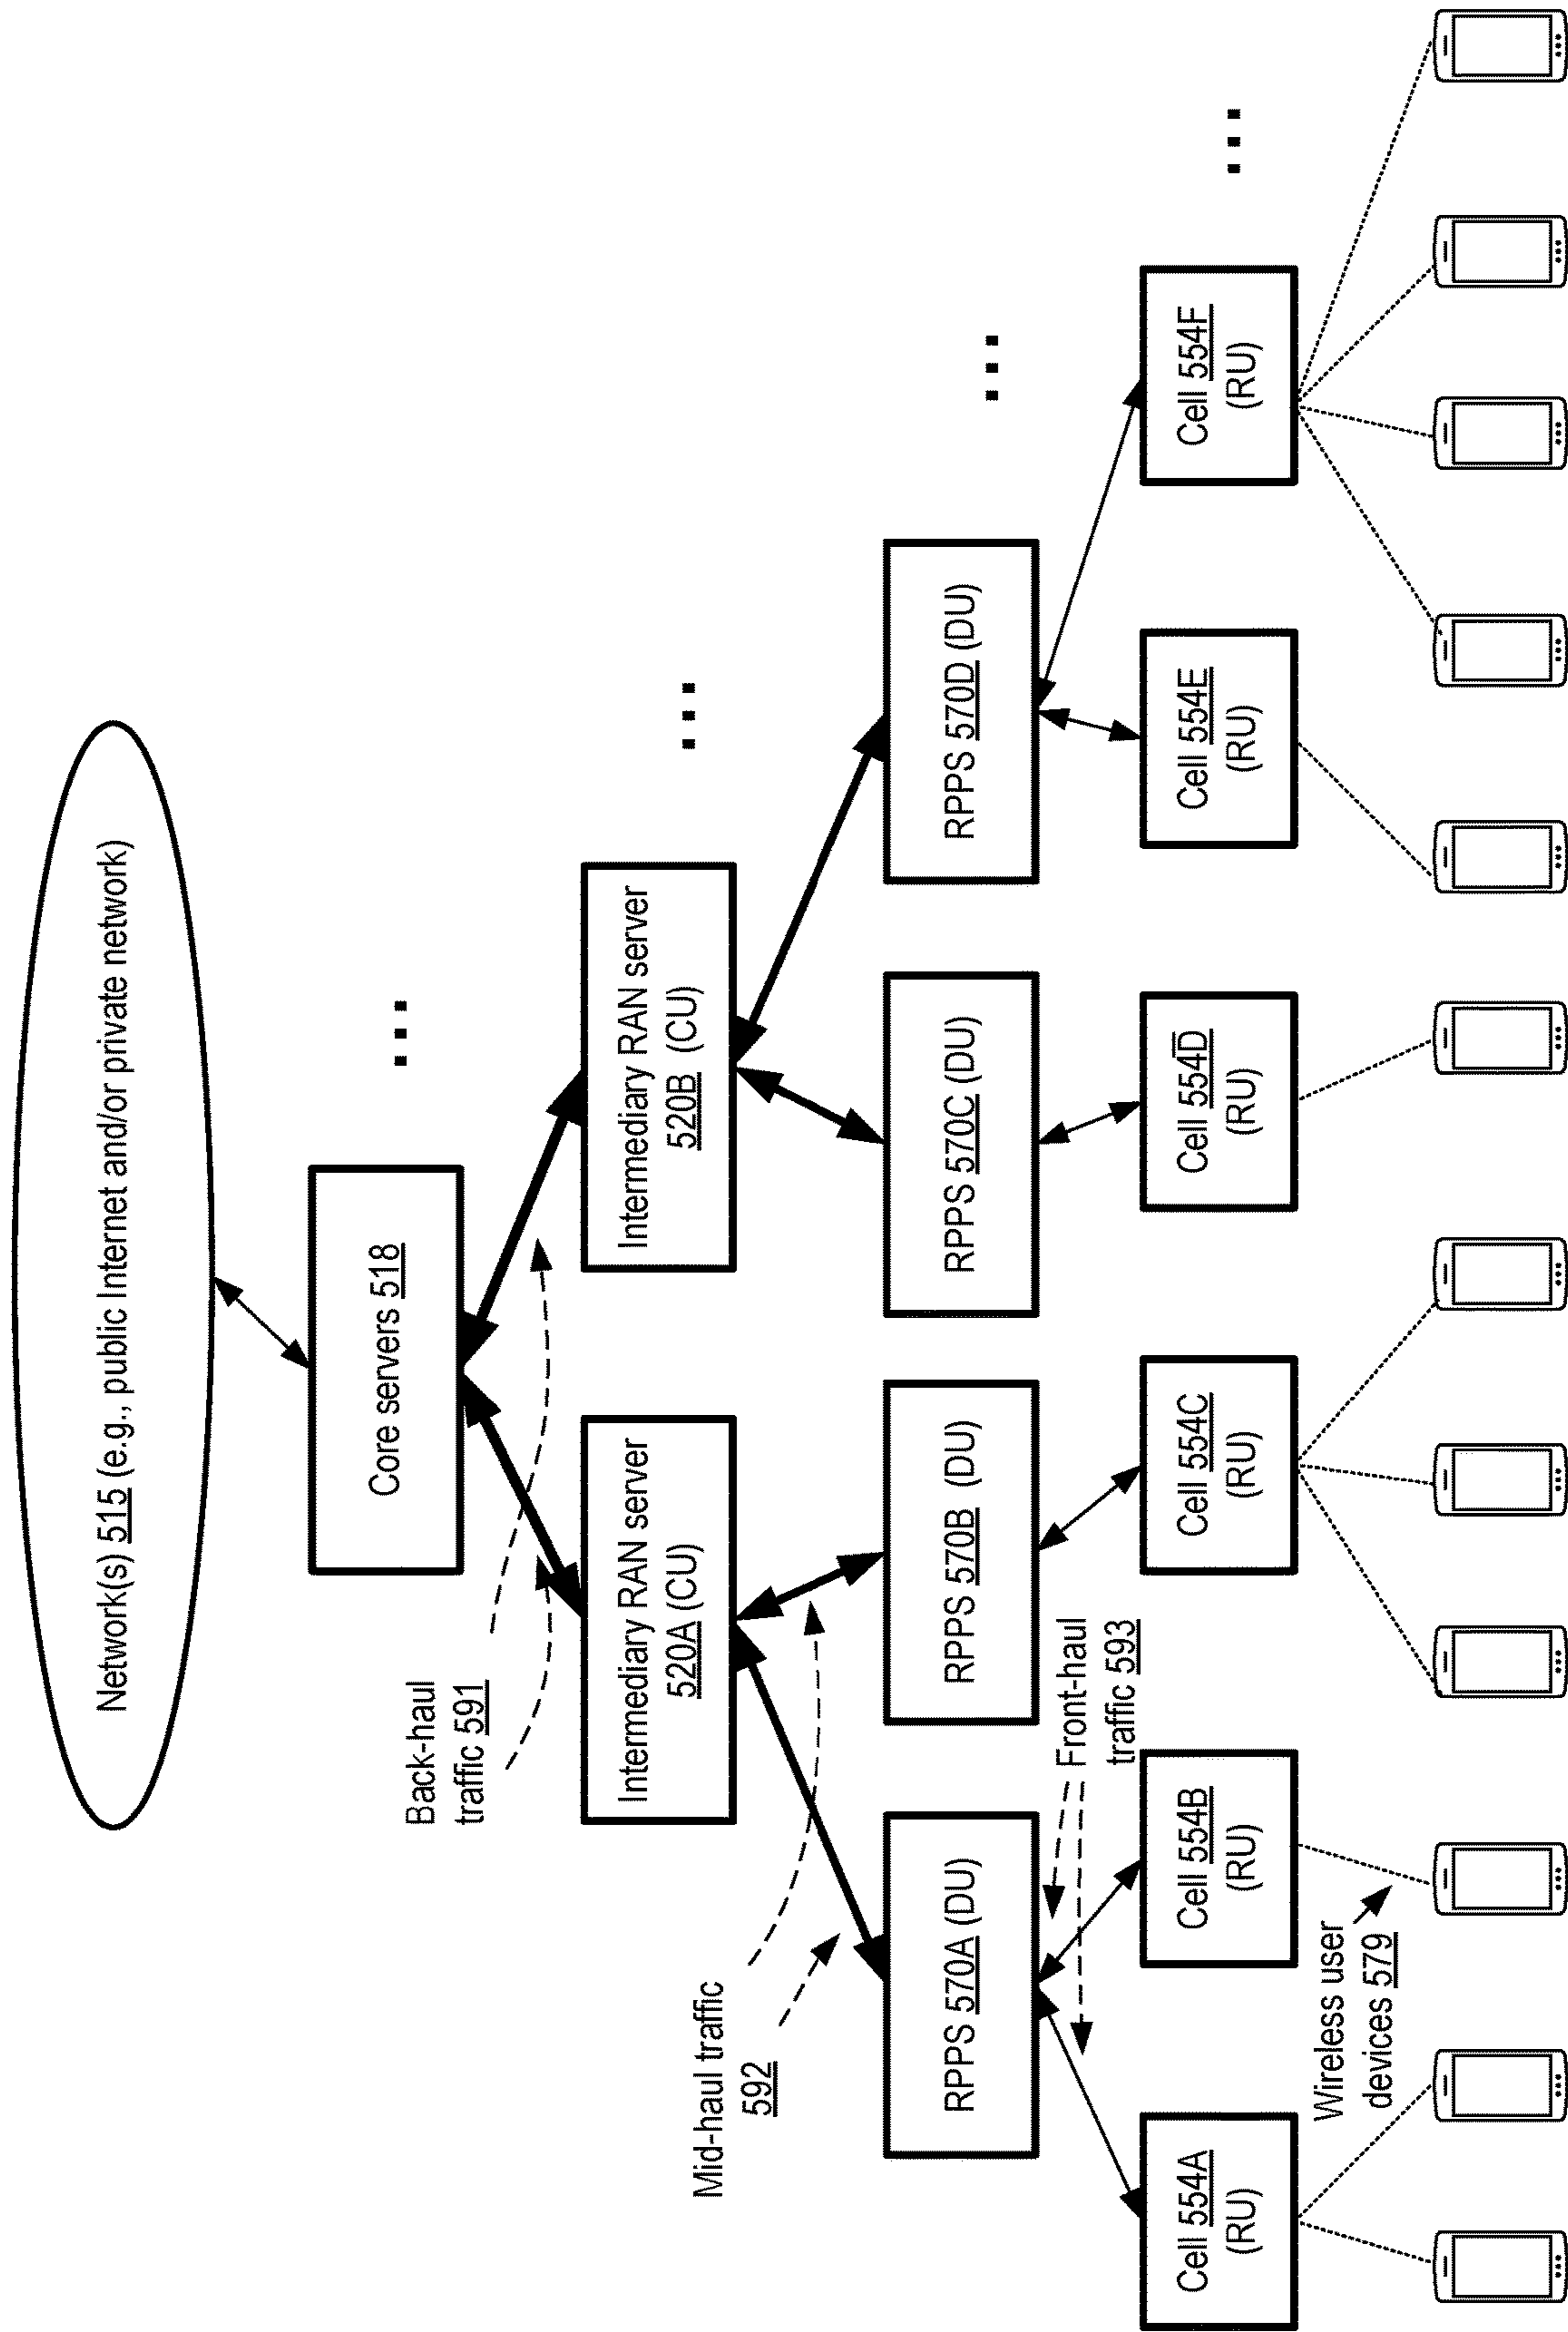 Network(s) 515 (e.g., public Internet and/or private network)
Core servers 518
Back-haul
traffic 591
Intermediary RAN server
520A (CU)
Intermediary RAN server
520B (CU)
Mid-haul traffic
592
RPPS 570A (DU)
RPPS 570B (DU)
RPPS 570C (DU)
RPPS 570D (DU)
Front-haul
traffic 593
Cell 554A
(RU)
Cell 554B
(RU)
Cell 554C
(RU)
Cell 554D
(RU)
Cell 554E
(RU)
Cell 554F
(RU)
Wireless user
devices 579